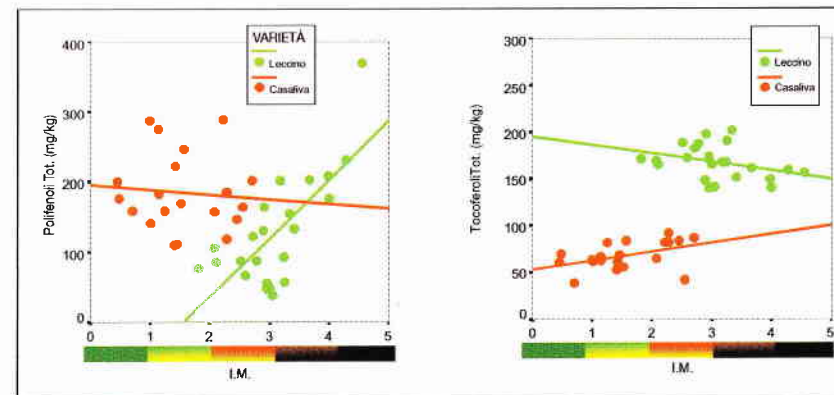 VARIETÀ
Leccino
Casaliva
Polifenoli Tot. (mg/kg)
400
300
200
100
0
0 1 2 3 4 5
I.M.
Leccino
Casaliva
TocoferoliTot. (mg/kg)
300
250
200
150
100
50
0
0 1 2 3 4 5
I.M.